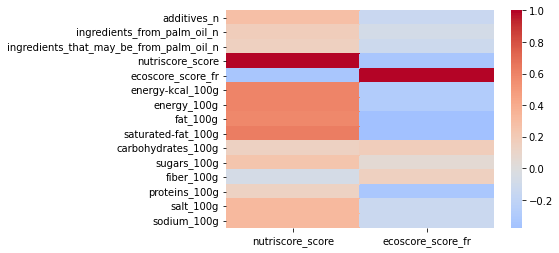 additives_n
ingredients_from_palm_oil_n
ingredients_that_may_be_from_palm_oil_n
nutriscore_score
ecoscore_score_fr
energy-kcal_100g
energy_100g
fat_100g
saturated-fat_100g
carbohydrates_100g
sugars_100g
fiber_100g
proteins_100g
salt_100g
sodium_100g
nutriscore_score
ecoscore_score_fr
1.0
0.8
0.6
0.4
0.2
0.0
−0.2